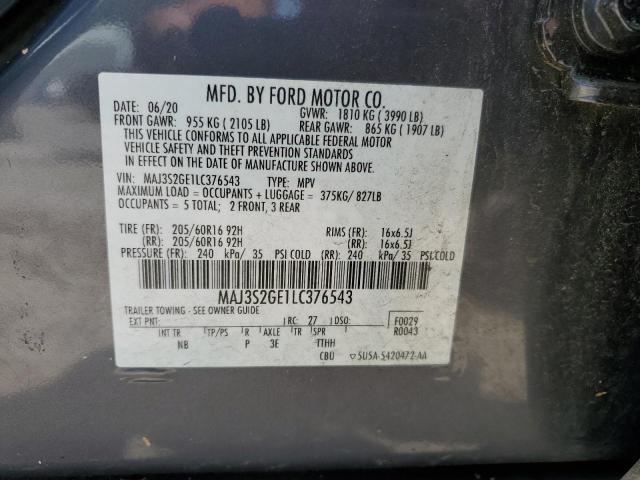 MFD. BY FORD MOTOR CO.
DATE: 06/20 GVWR: 1810 KG ( 3990 LB)
FRONT GAWR: 955 KG ( 2105 LB) REAR GAWR: 865 KG ( 1907 LB)
THIS VEHICLE CONFORMS TO ALL APPLICABLE FEDERAL MOTOR
VEHICLE SAFETY AND THEFT PREVENTION STANDARDS
IN EFFECT ON THE DATE OF MANUFACTURE SHOWN ABOVE.
VIN: MAJ3S2GE1LC376543 TYPE: MPV
MAXIMUM LOAD = OCCUPANTS + LUGGAGE = 375KG/ 827LB
OCCUPANTS = 5 TOTAL; 2 FRONT, 3 REAR
TIRE (FR): 205/60R16 92H RIMS (FR): 16x6.5J
(RR): 205/60R16 92H (RR): 16x6.5J
PRESSURE (FR): 240 kPa/ 35 PSI COLD (RR): 240 kPa/ 35 PSI COLD
MAJ3S2GE1LC376543
TRAILER TOWING - SEE OWNER GUIDE
EXT PNT: RC: 27 DSO: F0029
INT TR TP/PS R AXLE TR SPR R0043
NB P 3E TTHH
CBU 5U5A-5420472-AA